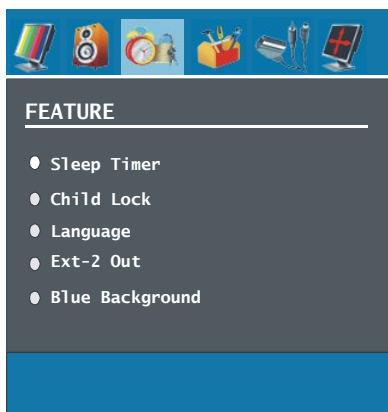 FEATURE
Sleep Timer
Child Lock
Language
Ext-2 Out
Blue Background